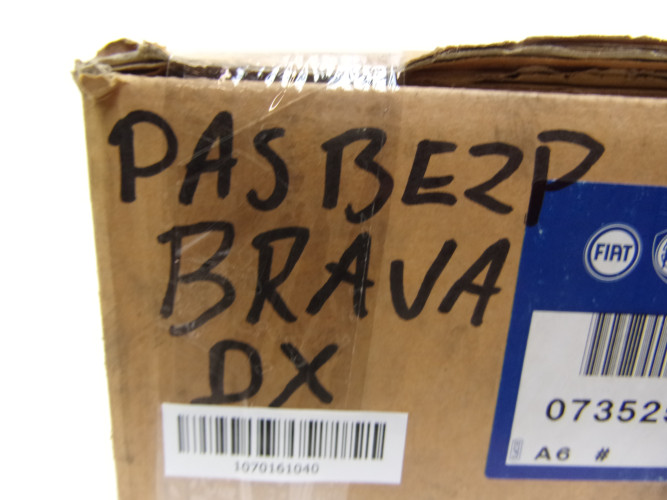 PAS BEZP
BRAVA
DX
1070161040
FIAT
07352
A6 #